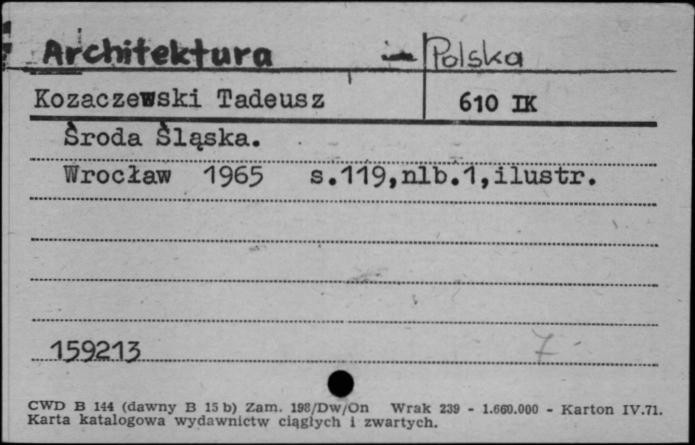 Architektura - Polska
Kozaczewski Tadeusz 610 IK
Środa Śląska.
Wrocław 1965 s.119,nlb.1,ilustr.
159213 7
CWD B 144 (dawny B 15 b) Zam. 198/Dw/On Wrak 239 - 1.660.000 - Karton IV.71.
Karta katalogowa wydawnictw ciągłych i zwartych.